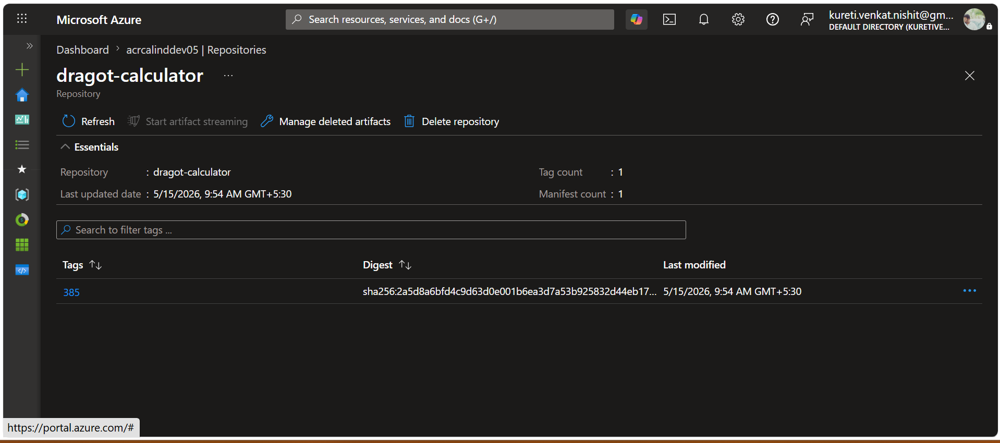 Microsoft Azure
Search resources, services, and docs (G+/)
kureti.venkat.nishit@gm...
DEFAULT DIRECTORY (KURETIVE...
Dashboard > acrcalinddev05 | Repositories
dragot-calculator ...
Repository
Refresh Start artifact streaming Manage deleted artifacts Delete repository
Essentials
Repository : dragot-calculator Tag count : 1
Last updated date : 5/15/2026, 9:54 AM GMT+5:30 Manifest count : 1
Search to filter tags ...
Tags ↑↓ Digest ↑↓ Last modified
385 sha256:2a5d8a6bfd4c9d63d0e001b6ea3d7a53b925832d44eb17... 5/15/2026, 9:54 AM GMT+5:30
https://portal.azure.com/#